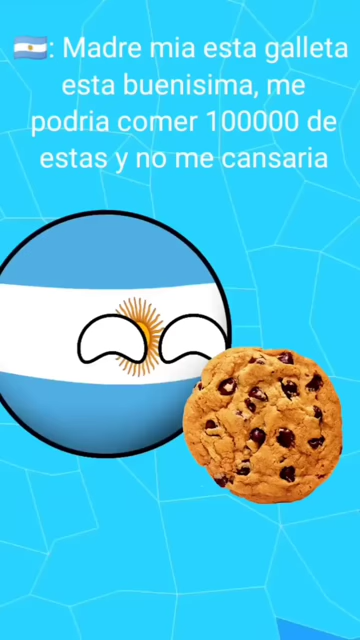 🇦🇷: Madre mia esta galleta
esta buenisima, me
podria comer 100000 de
estas y no me cansaria